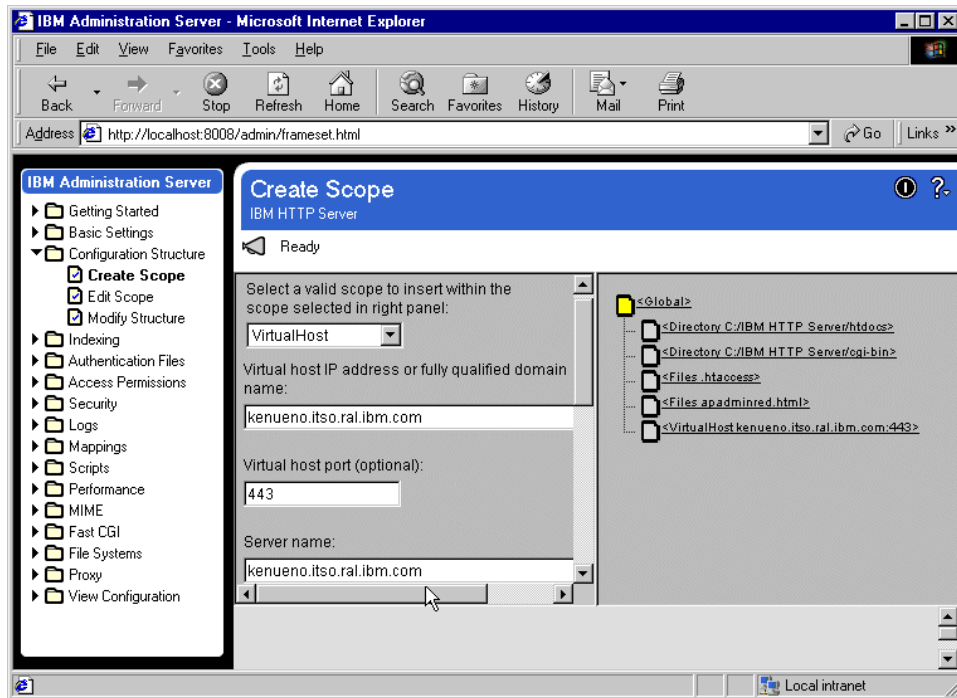 IBM Administration Server - Microsoft Internet Explorer
File Edit View Favorites Tools Help
Back Forward Stop Refresh Home Search Favorites History Mail Print
Address http://localhost:8008/admin/frameset.html Go Links »
IBM Administration Server
Getting Started
Basic Settings
Configuration Structure
Create Scope
Edit Scope
Modify Structure
Indexing
Authentication Files
Access Permissions
Security
Logs
Mappings
Scripts
Performance
MIME
Fast CGI
File Systems
Proxy
View Configuration
Create Scope
IBM HTTP Server
Ready
Select a valid scope to insert within the
scope selected in right panel:
VirtualHost
Virtual host IP address or fully qualified domain
name:
kenueno.itso.ral.ibm.com
Virtual host port (optional):
443
Server name:
kenueno.itso.ral.ibm.com
<Global>
<Directory C:/IBM HTTP Server/htdocs>
<Directory C:/IBM HTTP Server/cgi-bin>
<Files .htaccess>
<Files apadminred.html>
<VirtualHost kenueno.itso.ral.ibm.com:443>
Local intranet